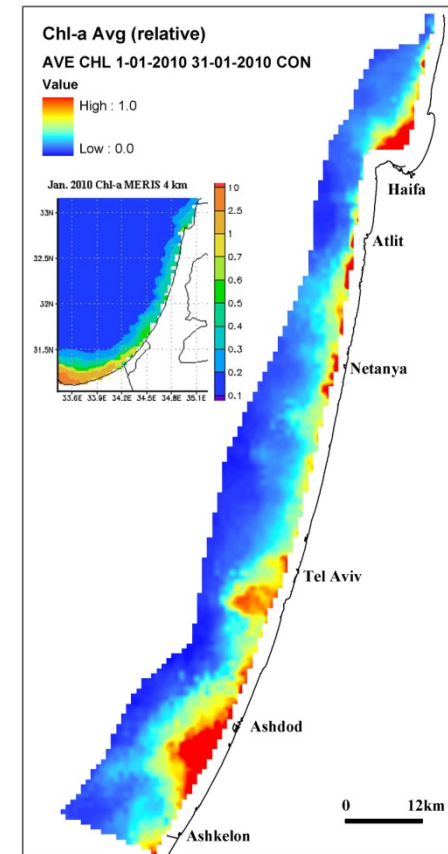 Chl-a Avg (relative)
AVE CHL 1-01-2010 31-01-2010 CON
Value
High : 1.0
Low : 0.0
Jan. 2010 Chl-a MERIS 4 km
33N
32.5N
32N
31.5N
33.6E 33.9E 34.2E 34.5E 34.8E 35.1E
10
2.5
1
0.7
0.6
0.5
0.4
0.3
0.2
0.1
Haifa
Atlit
Netanya
Tel Aviv
Ashdod
Ashkelon
0 12km